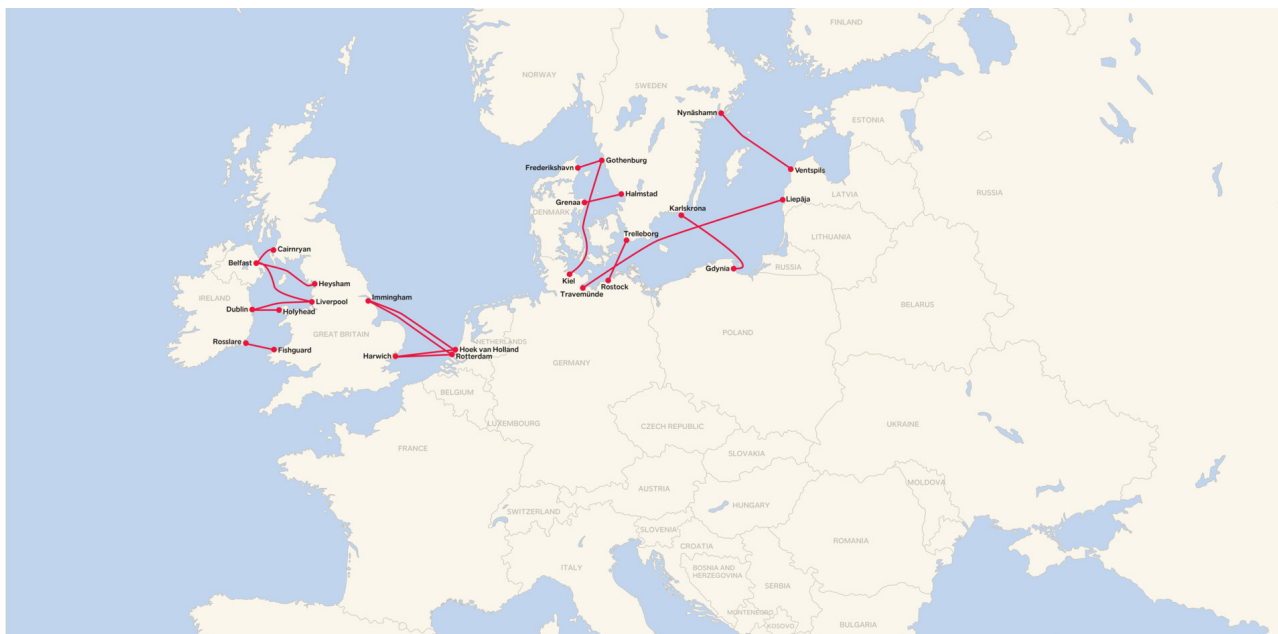 FINLAND
NORWAY
SWEDEN
Nynäshamn
ESTONIA
Gothenburg
Frederikshavn
Ventspils
RUSSIA
Halmstad
LATVIA
Grenaa
Liepāja
Karlskrona
DENMARK
Trelleborg
LITHUANIA
Cairnryan
Belfast
Gdynia
RUSSIA
Kiel
Heysham
Rostock
Travemünde
IRELAND
Immingham
Liverpool
BELARUS
Dublin
Holyhead
GREAT BRITAIN
POLAND
NETHERLANDS
Rosslare
Fishguard
Hoek van Holland
Harwich
Rotterdam
GERMANY
BELGIUM
LUXEMBOURG
CZECH REPUBLIC
UKRAINE
FRANCE
SLOVAKIA
MOLDOVA
AUSTRIA
HUNGARY
SWITZERLAND
SLOVENIA
ROMANIA
CROATIA
ITALY
BOSNIA AND
HERZEGOVINA
SERBIA
MONTENEGRO
KOSOVO
BULGARIA